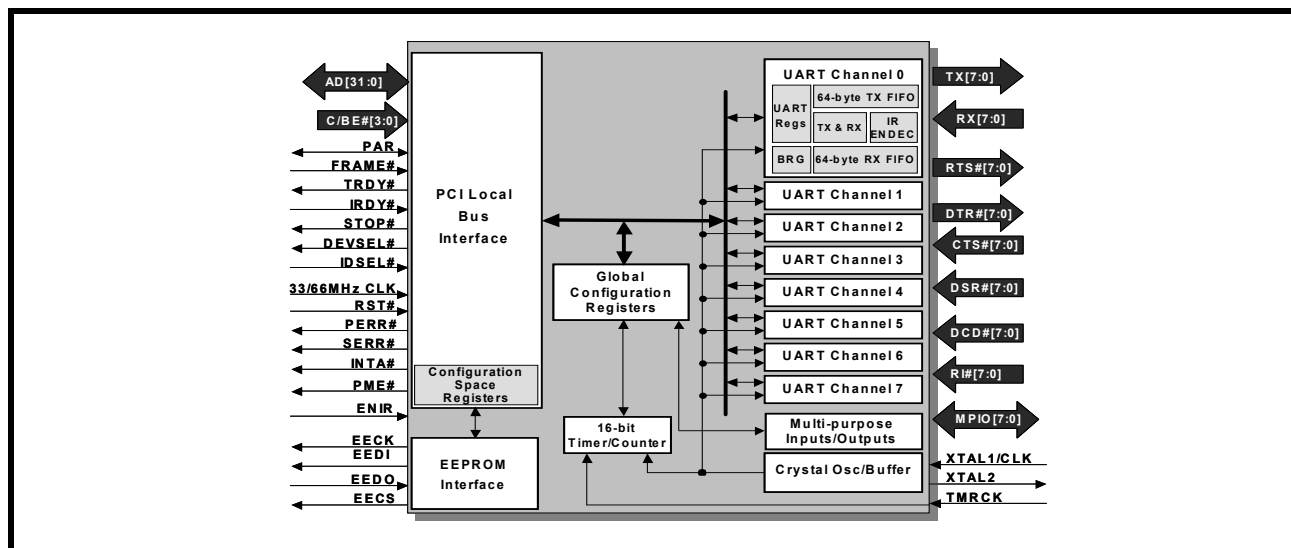 AD[31:0]
C/BE#[3:0]
PAR
FRAME#
TRDY#
IRDY#
STOP#
DEVSEL#
IDSEL#
33/66MHz CLK
RST#
PERR#
SERR#
INTA#
PME#
ENIR
EECK
EEDI
EEDO
EECS
PCI Local
Bus
Interface
Configuration
Space
Registers
EEPROM
Interface
Global
Configuration
Registers
16-bit
Timer/Counter
UART Channel 0
UART
Regs
64-byte TX FIFO
TX & RX
IR
ENDEC
BRG
64-byte RX FIFO
UART Channel 1
UART Channel 2
UART Channel 3
UART Channel 4
UART Channel 5
UART Channel 6
UART Channel 7
Multi-purpose
Inputs/Outputs
Crystal Osc/Buffer
TX[7:0]
RX[7:0]
RTS#[7:0]
DTR#[7:0]
CTS#[7:0]
DSR#[7:0]
DCD#[7:0]
RI#[7:0]
MPIO[7:0]
XTAL1/CLK
XTAL2
TMRCK